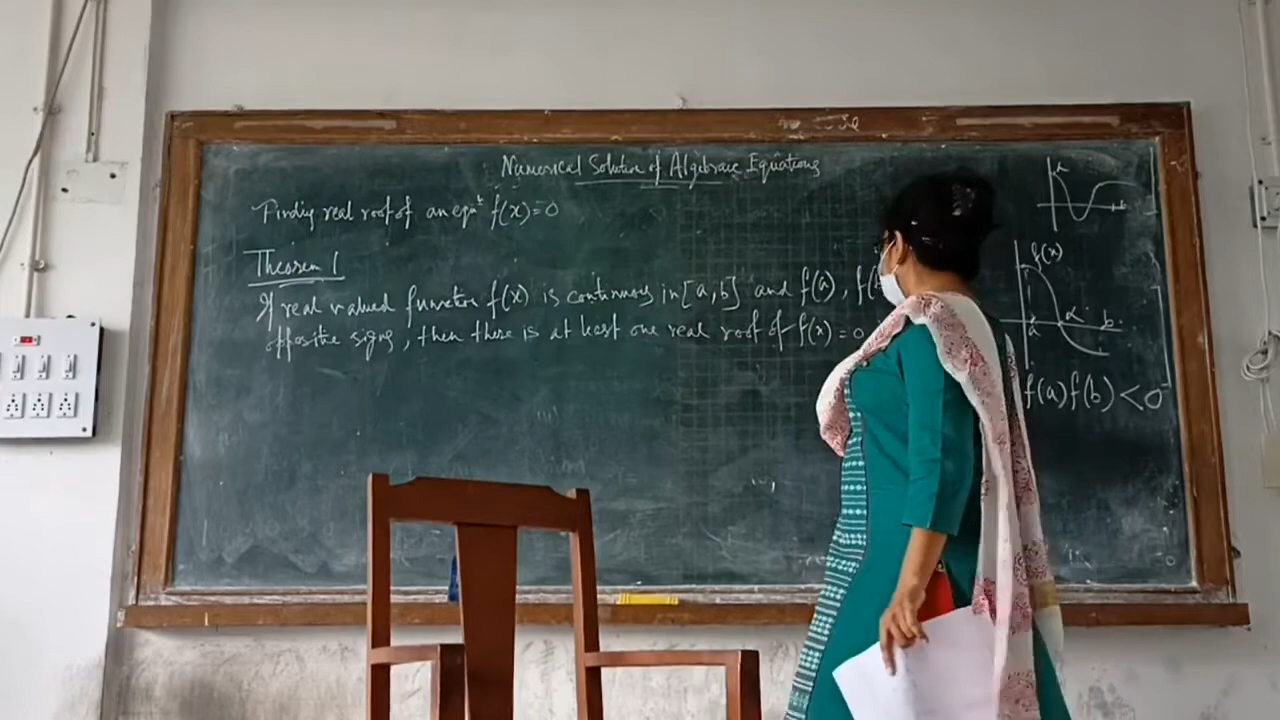 Numerical Solution of Algebraic Equations
Finding real root of an eqn f(x)=0
Theorem 1
If real valued function f(x) is continuous in [a,b] and f(a), f(
opposite signs, then there is at least one real root of f(x)=0
f(x)
a α b
f(a)f(b)<0